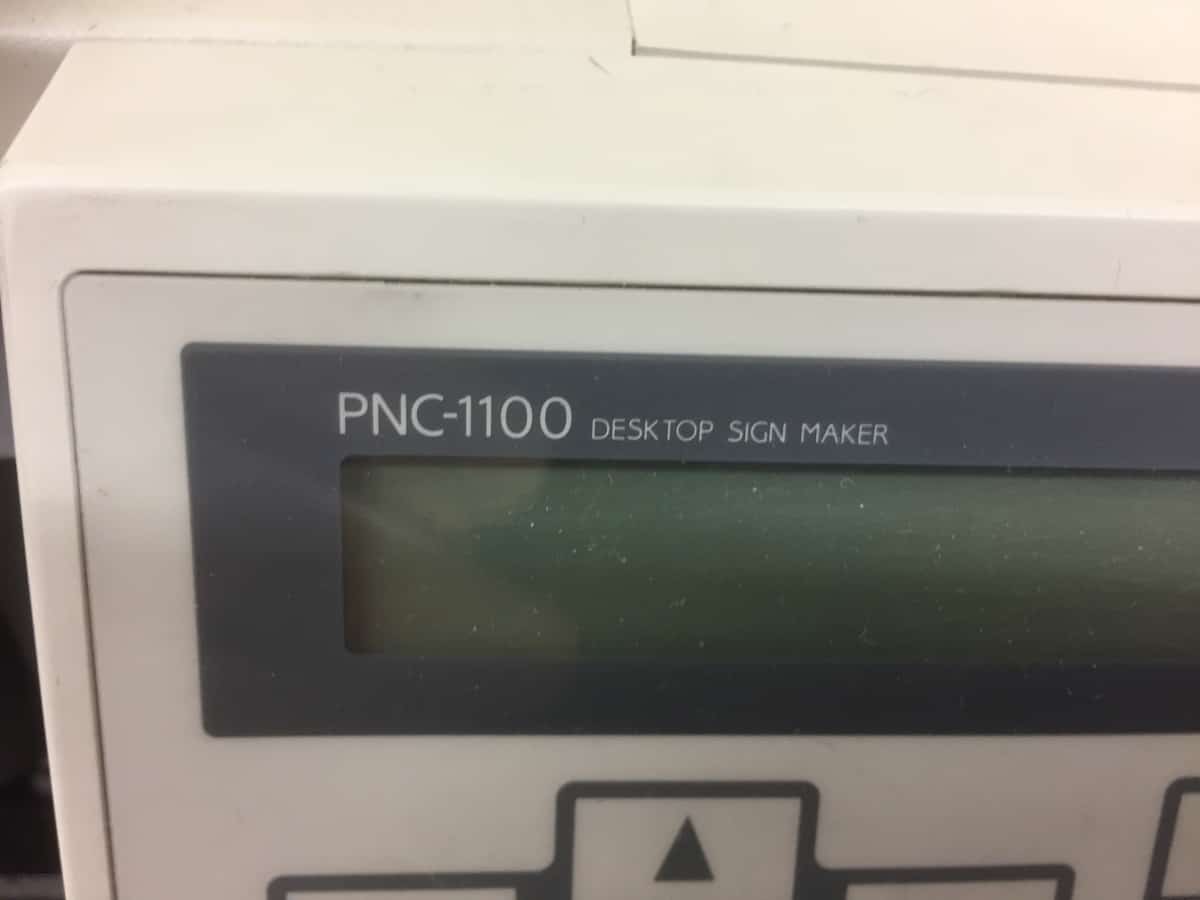 PNC-1100 DESKTOP SIGN MAKER